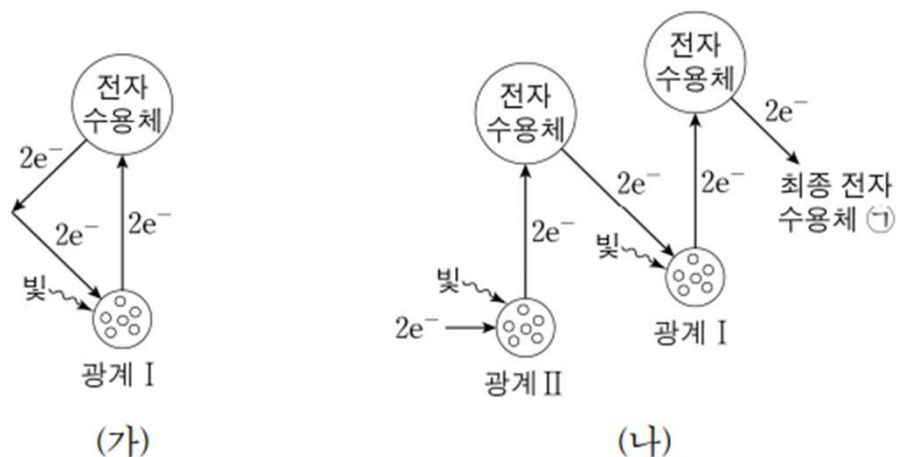 전자
수용체
2e⁻
2e⁻
2e⁻
빛
광계 Ⅰ
(가)
전자
수용체
2e⁻
2e⁻
빛
2e⁻
광계 Ⅱ
전자
수용체
2e⁻
2e⁻
최종 전자
수용체 ㉠
빛
광계 Ⅰ
(나)